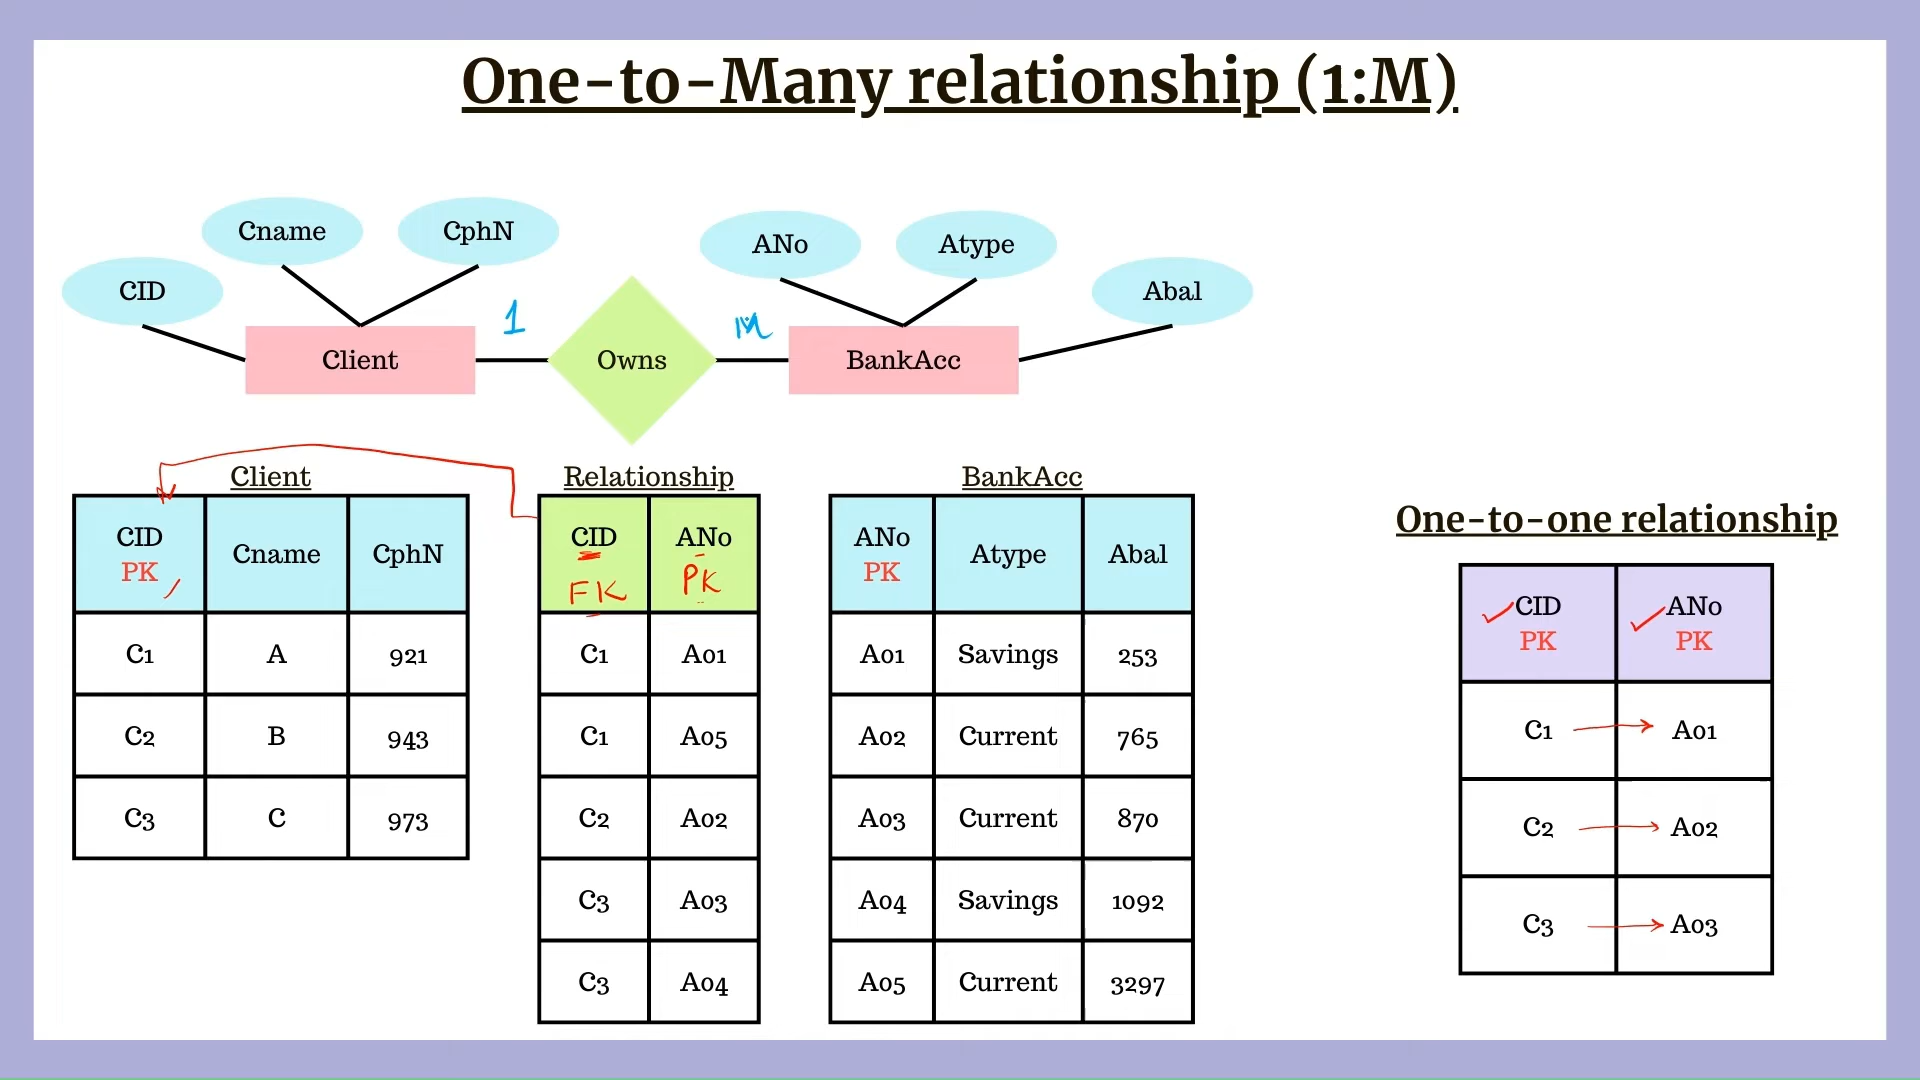 One-to-Many relationship (1:M)
Cname
CphN
CID
ANo
Atype
Abal
1
M
Client
Owns
BankAcc
Client
CID PK Cname CphN
C1 A 921
C2 B 943
C3 C 973
Relationship
CID FK ANo PK
C1 A01
C1 A05
C2 A02
C3 A03
C3 A04
BankAcc
ANo PK Atype Abal
A01 Savings 253
A02 Current 765
A03 Current 870
A04 Savings 1092
A05 Current 3297
One-to-one relationship
CID PK ANo PK
C1 A01
C2 A02
C3 A03